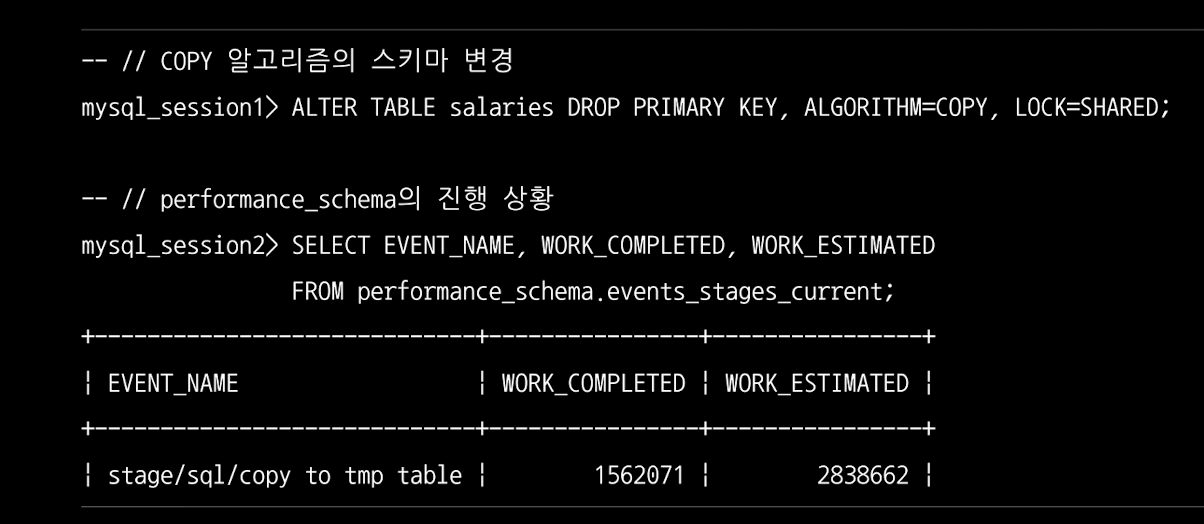 -- // COPY 알고리즘의 스키마 변경
mysql_session1> ALTER TABLE salaries DROP PRIMARY KEY, ALGORITHM=COPY, LOCK=SHARED;
-- // performance_schema의 진행 상황
mysql_session2> SELECT EVENT_NAME, WORK_COMPLETED, WORK_ESTIMATED
FROM performance_schema.events_stages_current;
+-----------------------------+----------------+----------------+
| EVENT_NAME | WORK_COMPLETED | WORK_ESTIMATED |
+-----------------------------+----------------+----------------+
| stage/sql/copy to tmp table | 1562071 | 2838662 |